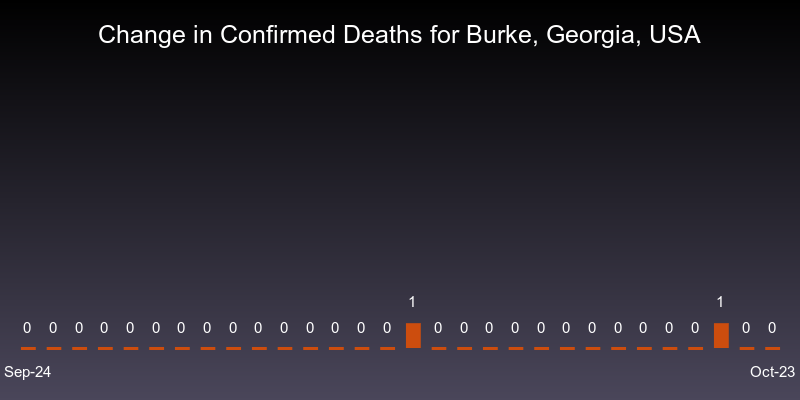 Change in Confirmed Deaths for Burke, Georgia, USA
1 1
0 0 0 0 0 0 0 0 0 0 0 0 0 0 0 0 0 0 0 0 0 0 0 0 0 0 0 0
Sep-24 Oct-23